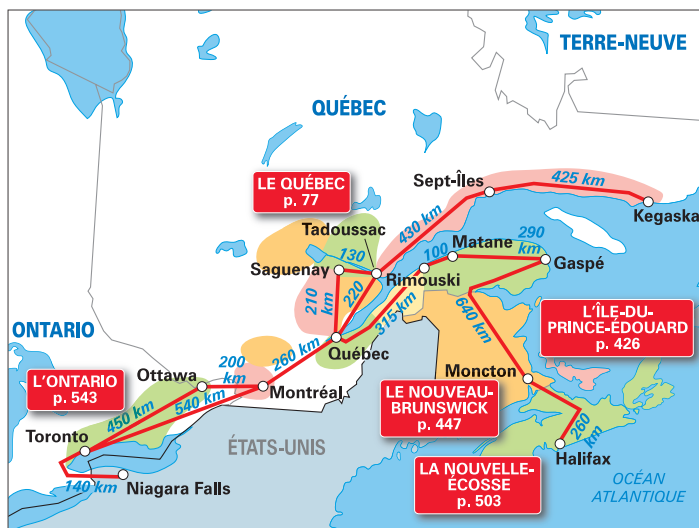 TERRE-NEUVE
QUÉBEC
LE QUÉBEC
p. 77
Sept-Îles
425 km
Kegaska
Tadoussac
430 km
130
Saguenay
100
Matane
290
km
Gaspé
Rimouski
210
km
220
315 km
640 km
L'ÎLE-DU-
PRINCE-ÉDOUARD
p. 426
ONTARIO
Québec
260 km
200
km
L'ONTARIO
p. 543
Ottawa
Montréal
450 km
540 km
Moncton
LE NOUVEAU-
BRUNSWICK
p. 447
Toronto
ÉTATS-UNIS
260
km
Halifax
LA NOUVELLE-
ÉCOSSE
p. 503
140 km
Niagara Falls
OCÉAN
ATLANTIQUE